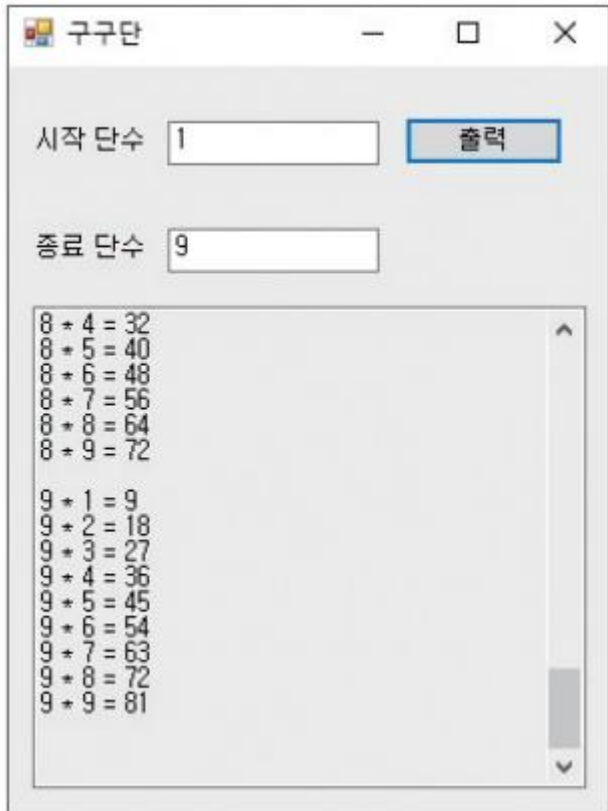 구구단
시작 단수 1 출력
종료 단수 9
8 * 4 = 32
8 * 5 = 40
8 * 6 = 48
8 * 7 = 56
8 * 8 = 64
8 * 9 = 72
9 * 1 = 9
9 * 2 = 18
9 * 3 = 27
9 * 4 = 36
9 * 5 = 45
9 * 6 = 54
9 * 7 = 63
9 * 8 = 72
9 * 9 = 81